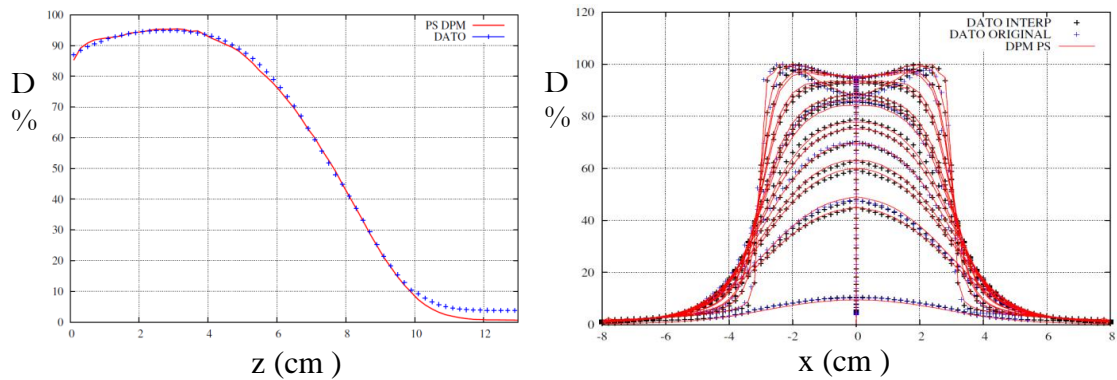 100
90
80
70
60
50
40
30
20
10
0
D
%
PS DPM
DATO
0 2 4 6 8 10 12
z (cm )
120
100
80
60
40
20
0
D
%
DATO INTERP
DATO ORIGINAL
DPM PS
-8 -6 -4 -2 0 2 4 6 8
x (cm )